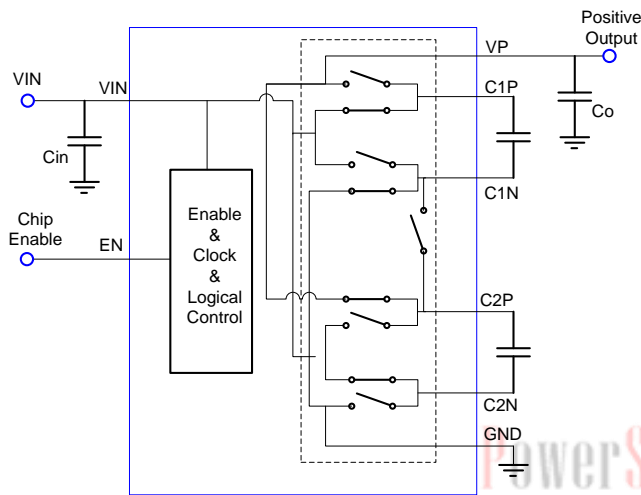 Positive
Output
VP
VIN
VIN
C1P
Co
Cin
C1N
Enable
&
Clock
&
Logical
Control
Chip
Enable
EN
C2P
C2N
GND
PowerS